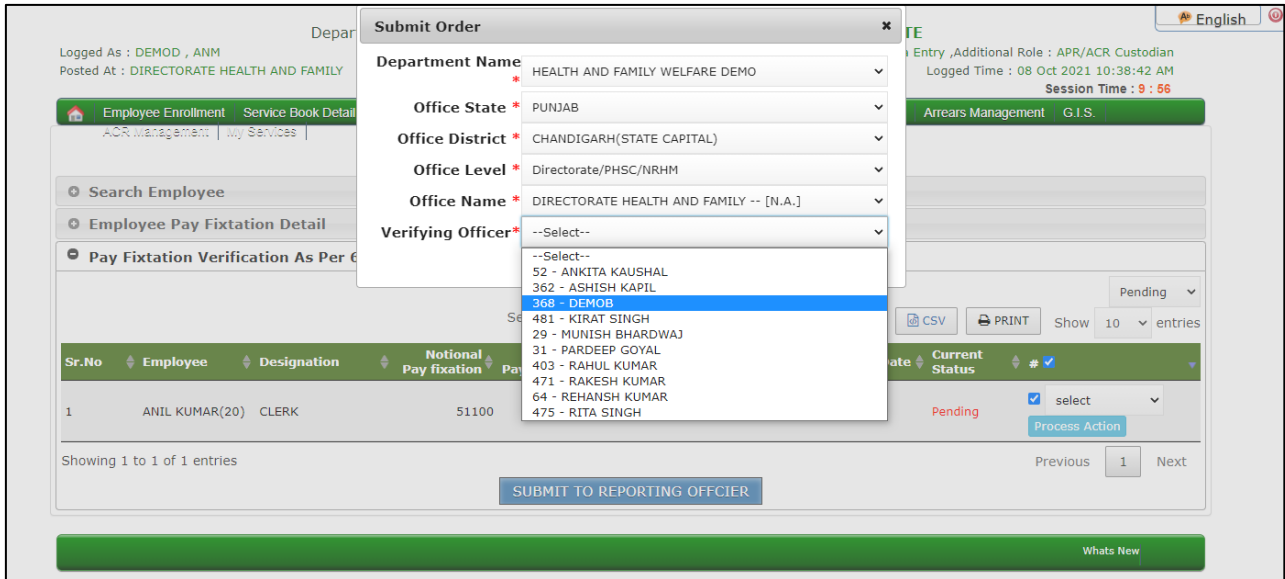 English
Depar
TE
Logged As : DEMOD , ANM
Entry ,Additional Role : APR/ACR Custodian
Posted At : DIRECTORATE HEALTH AND FAMILY
Logged Time : 08 Oct 2021 10:38:42 AM
Session Time : 9 : 56
Employee Enrollment Service Book Detail
Arrears Management G.I.S.
ACR Management My Services
Submit Order
Department Name * HEALTH AND FAMILY WELFARE DEMO
Office State * PUNJAB
Office District * CHANDIGARH(STATE CAPITAL)
Office Level * Directorate/PHSC/NRHM
Office Name * DIRECTORATE HEALTH AND FAMILY -- [N.A.]
Verifying Officer* --Select--
--Select--
52 - ANKITA KAUSHAL
362 - ASHISH KAPIL
368 - DEMOB
481 - KIRAT SINGH
29 - MUNISH BHARDWAJ
31 - PARDEEP GOYAL
403 - RAHUL KUMAR
471 - RAKESH KUMAR
64 - REHANSH KUMAR
475 - RITA SINGH
Search Employee
Employee Pay Fixtation Detail
Pay Fixtation Verification As Per 6
Pending
Se
CSV PRINT Show 10 entries
Sr.No Employee Designation Notional Pay fixation Pay ate Current Status #
1 ANIL KUMAR(20) CLERK 51100 Pending select
Process Action
Showing 1 to 1 of 1 entries
Previous 1 Next
SUBMIT TO REPORTING OFFCIER
Whats New